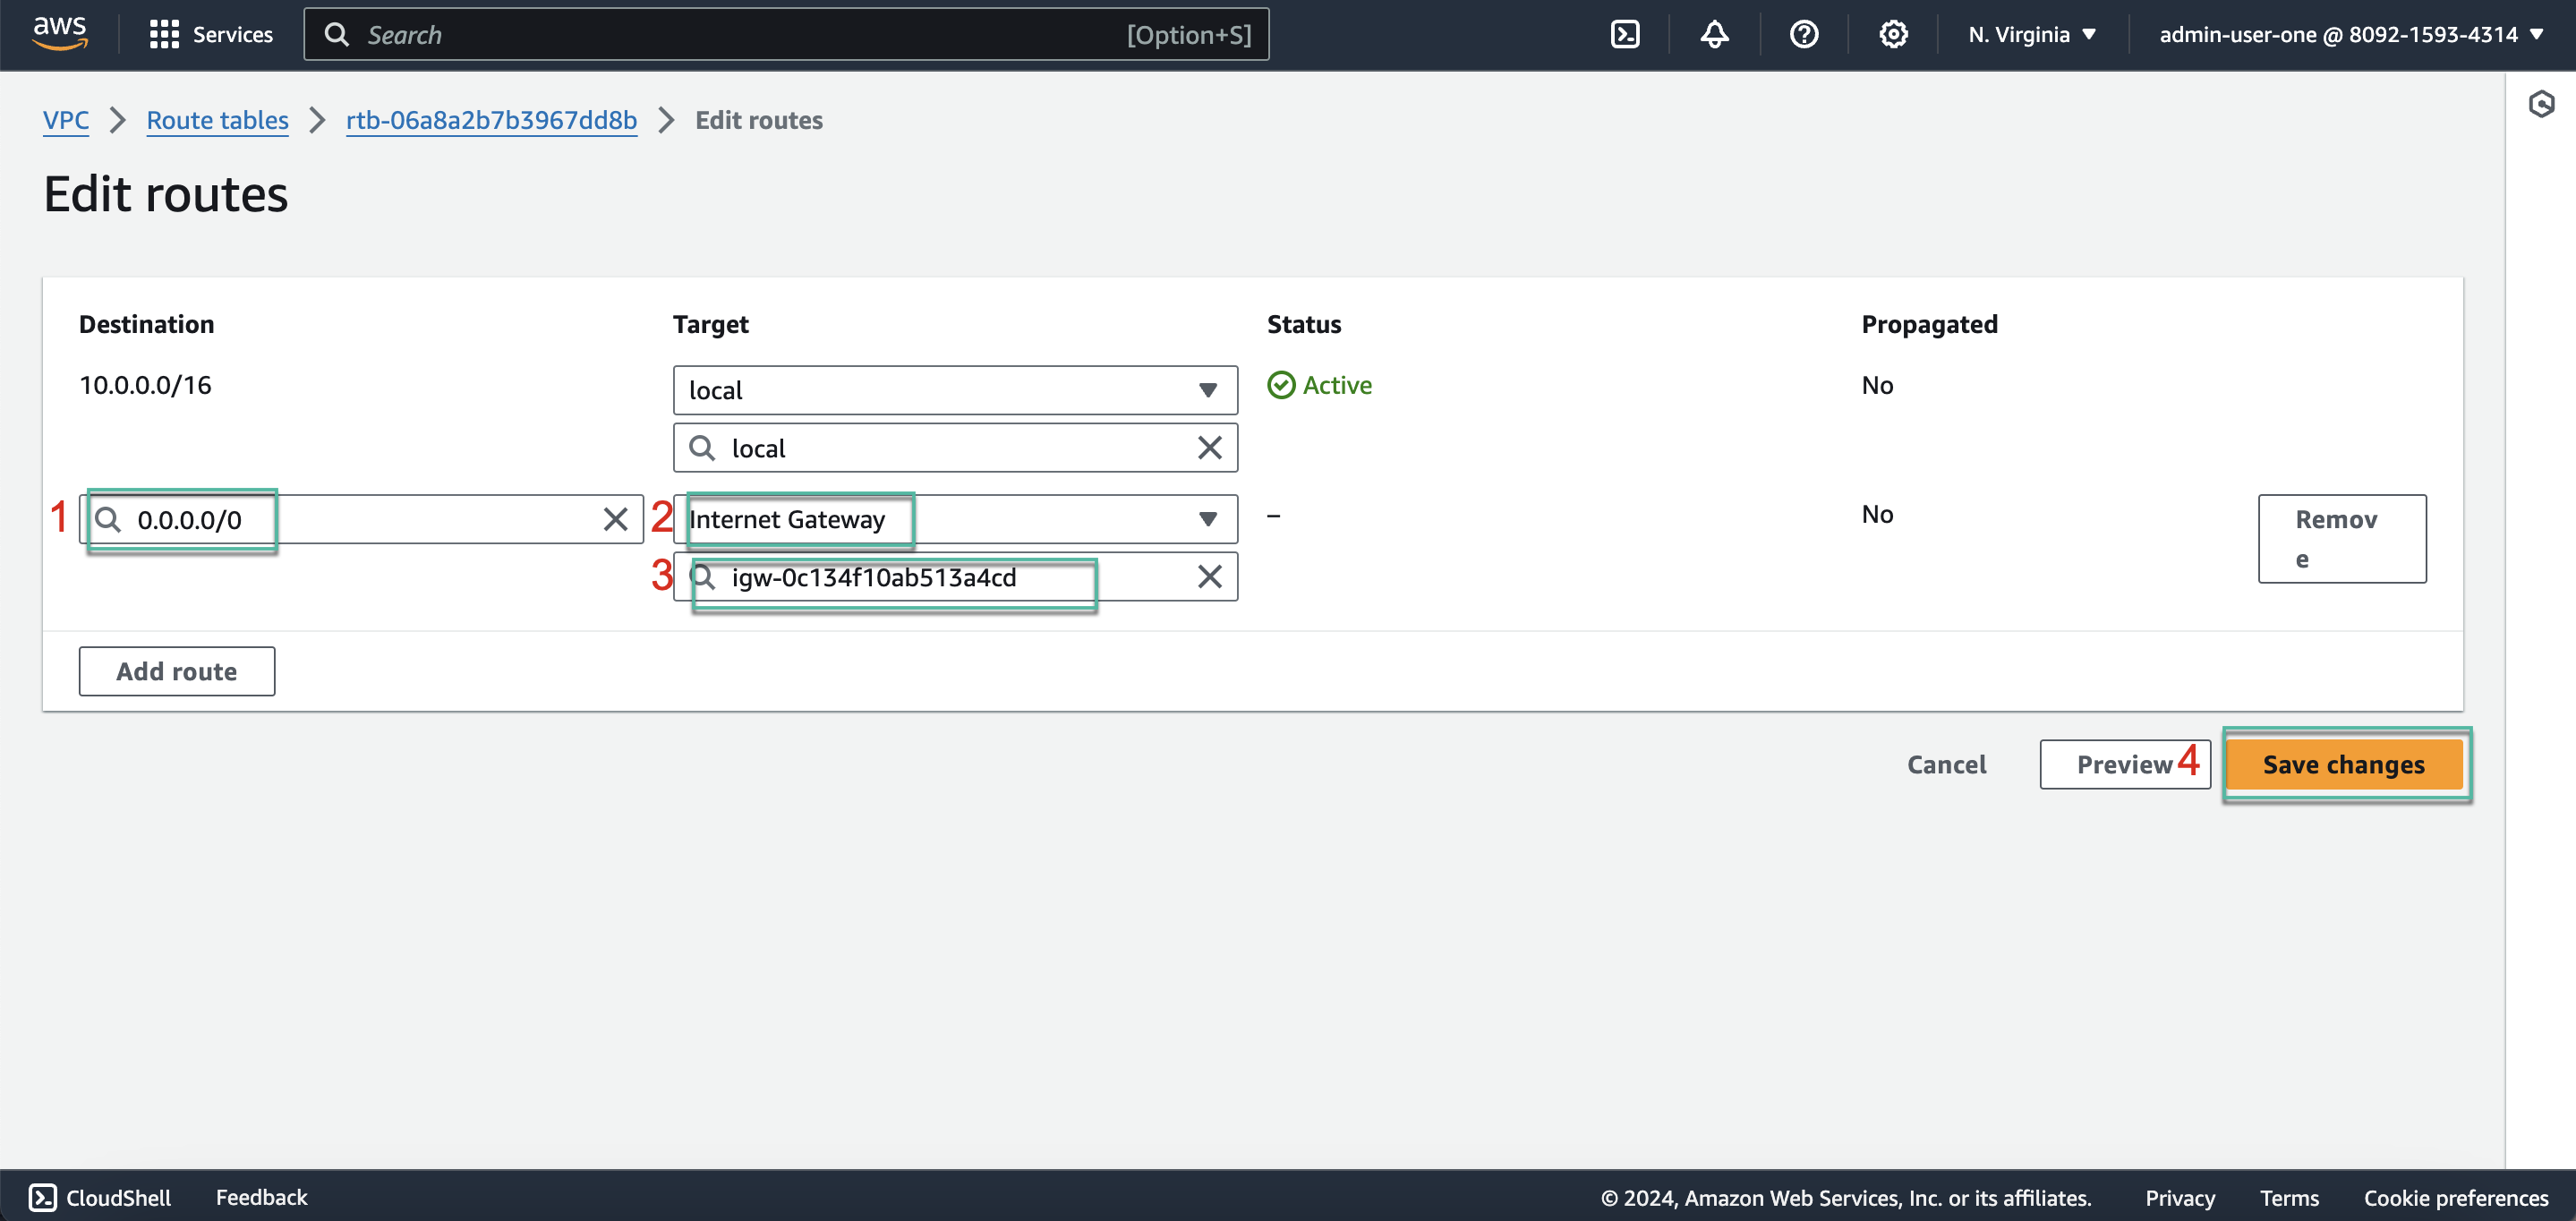 aws
Services
Search
[Option+S]
N. Virginia
admin-user-one @ 8092-1593-4314
VPC
Route tables
rtb-06a8a2b7b3967dd8b
Edit routes
Edit routes
Destination
Target
Status
Propagated
10.0.0.0/16
local
Active
No
local
1
0.0.0.0/0
2
Internet Gateway
–
No
Remov
e
3
igw-0c134f10ab513a4cd
Add route
Cancel
Preview
4
Save changes
CloudShell
Feedback
© 2024, Amazon Web Services, Inc. or its affiliates.
Privacy
Terms
Cookie preferences